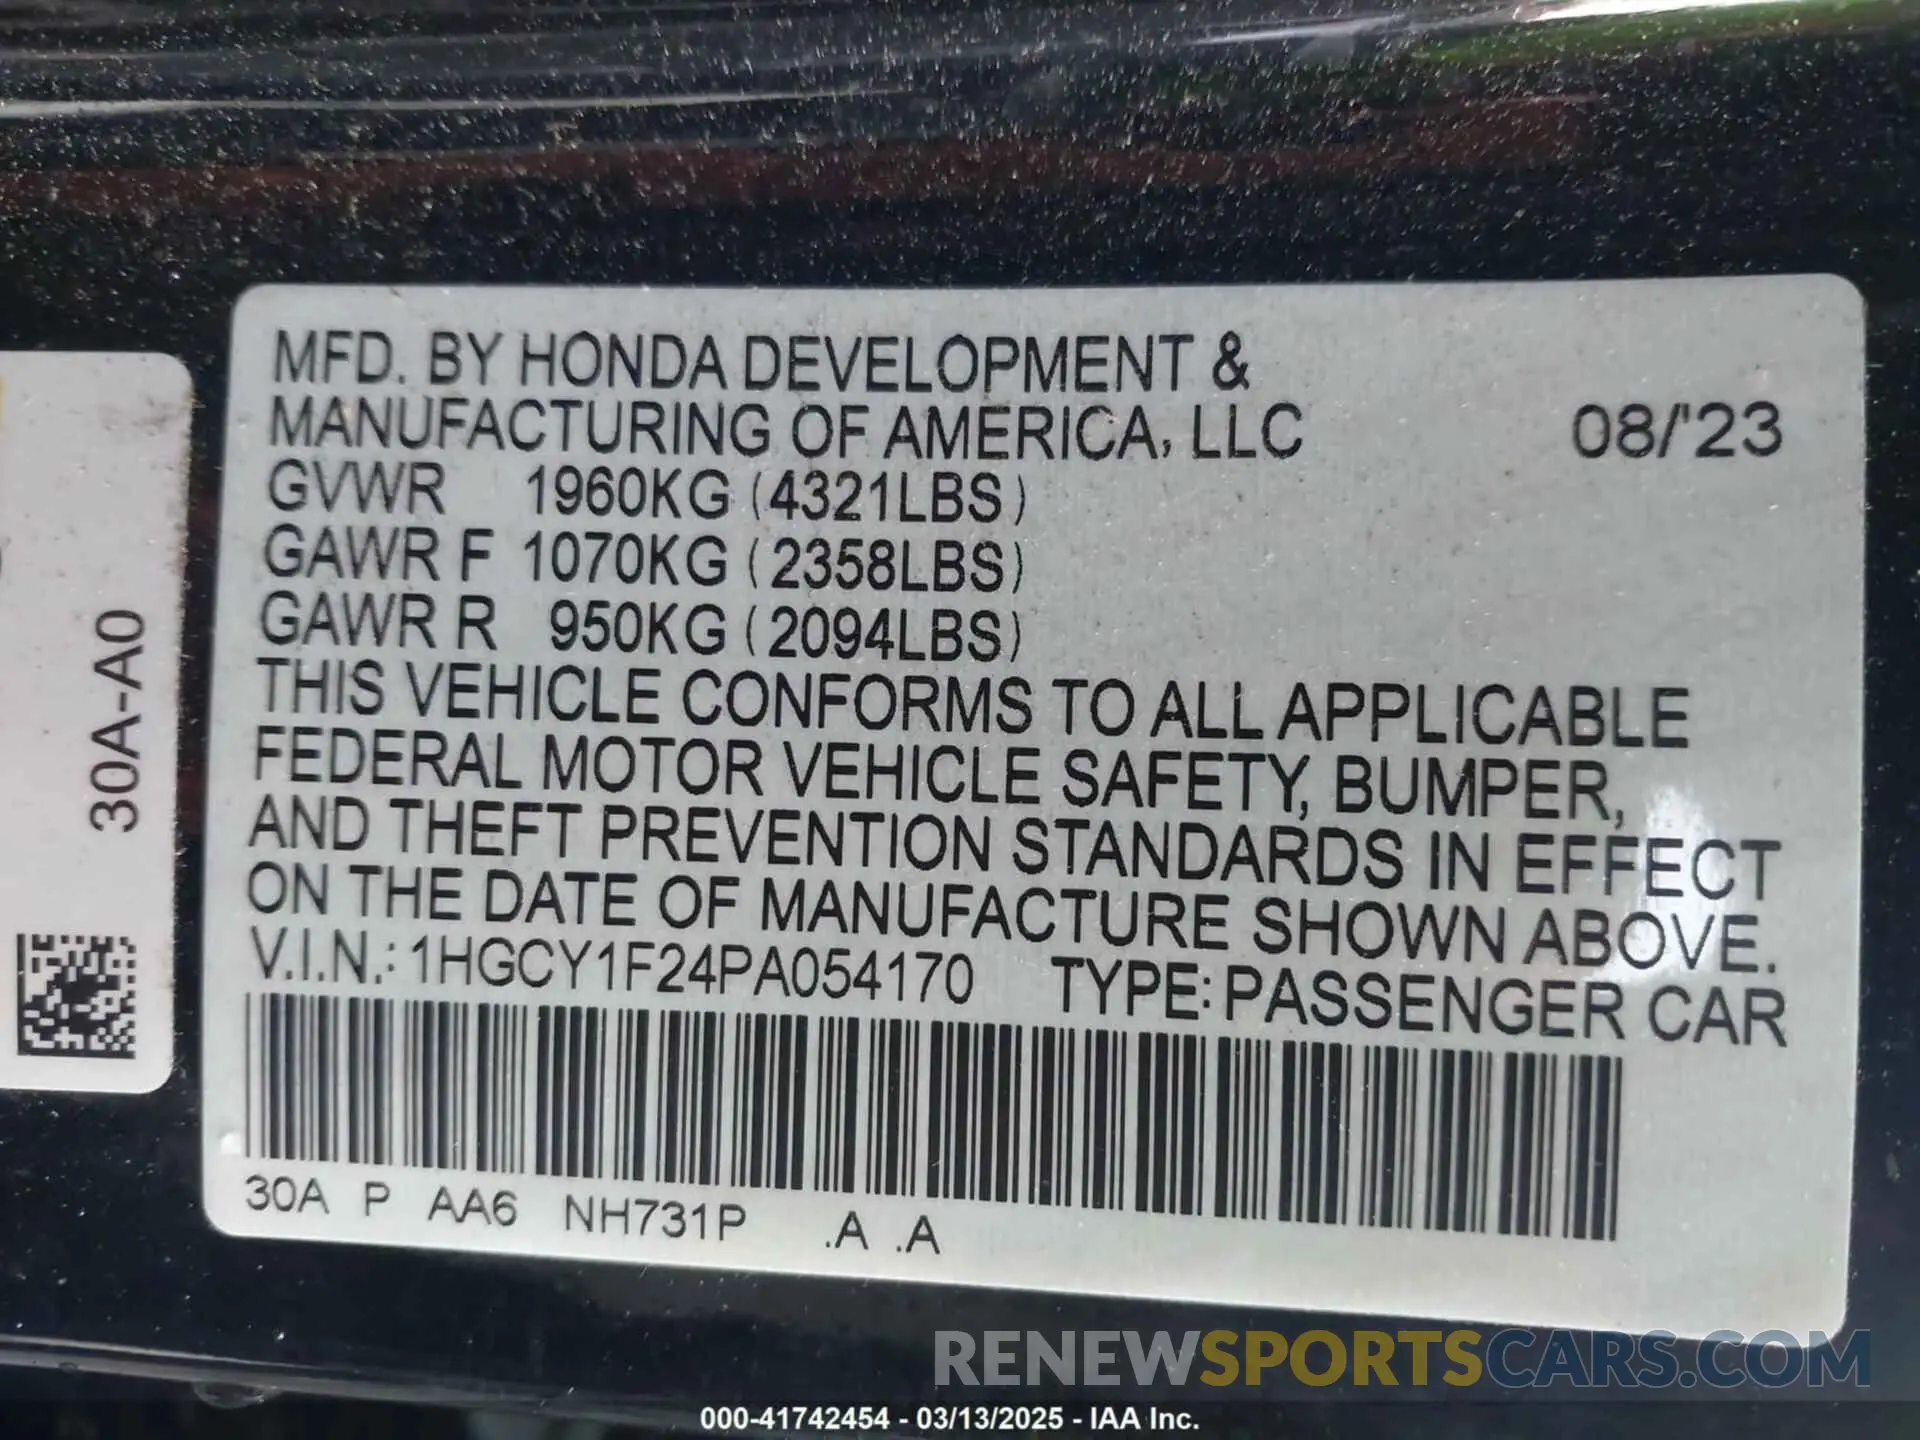 MFD. BY HONDA DEVELOPMENT &
MANUFACTURING OF AMERICA, LLC 08/'23
GVWR 1960KG (4321LBS)
GAWR F 1070KG (2358LBS)
GAWR R 950KG (2094LBS)
THIS VEHICLE CONFORMS TO ALL APPLICABLE
FEDERAL MOTOR VEHICLE SAFETY, BUMPER,
AND THEFT PREVENTION STANDARDS IN EFFECT
ON THE DATE OF MANUFACTURE SHOWN ABOVE.
V.I.N.: 1HGCY1F24PA054170 TYPE: PASSENGER CAR
30A P AA6 NH731P .A .A
30A-A0
RENEWSPORTSCARS.COM
000-41742454 - 03/13/2025 - IAA Inc.